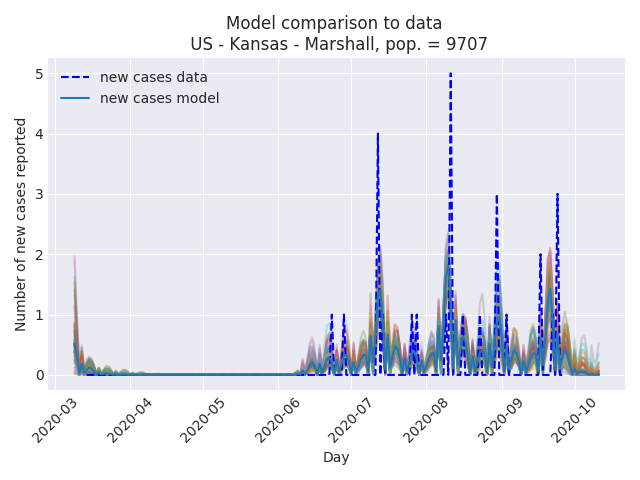 Model comparison to data
US - Kansas - Marshall, pop. = 9707
new cases data
new cases model
Number of new cases reported
5
4
3
2
1
0
2020-03
2020-04
2020-05
2020-06
2020-07
2020-08
2020-09
2020-10
Day